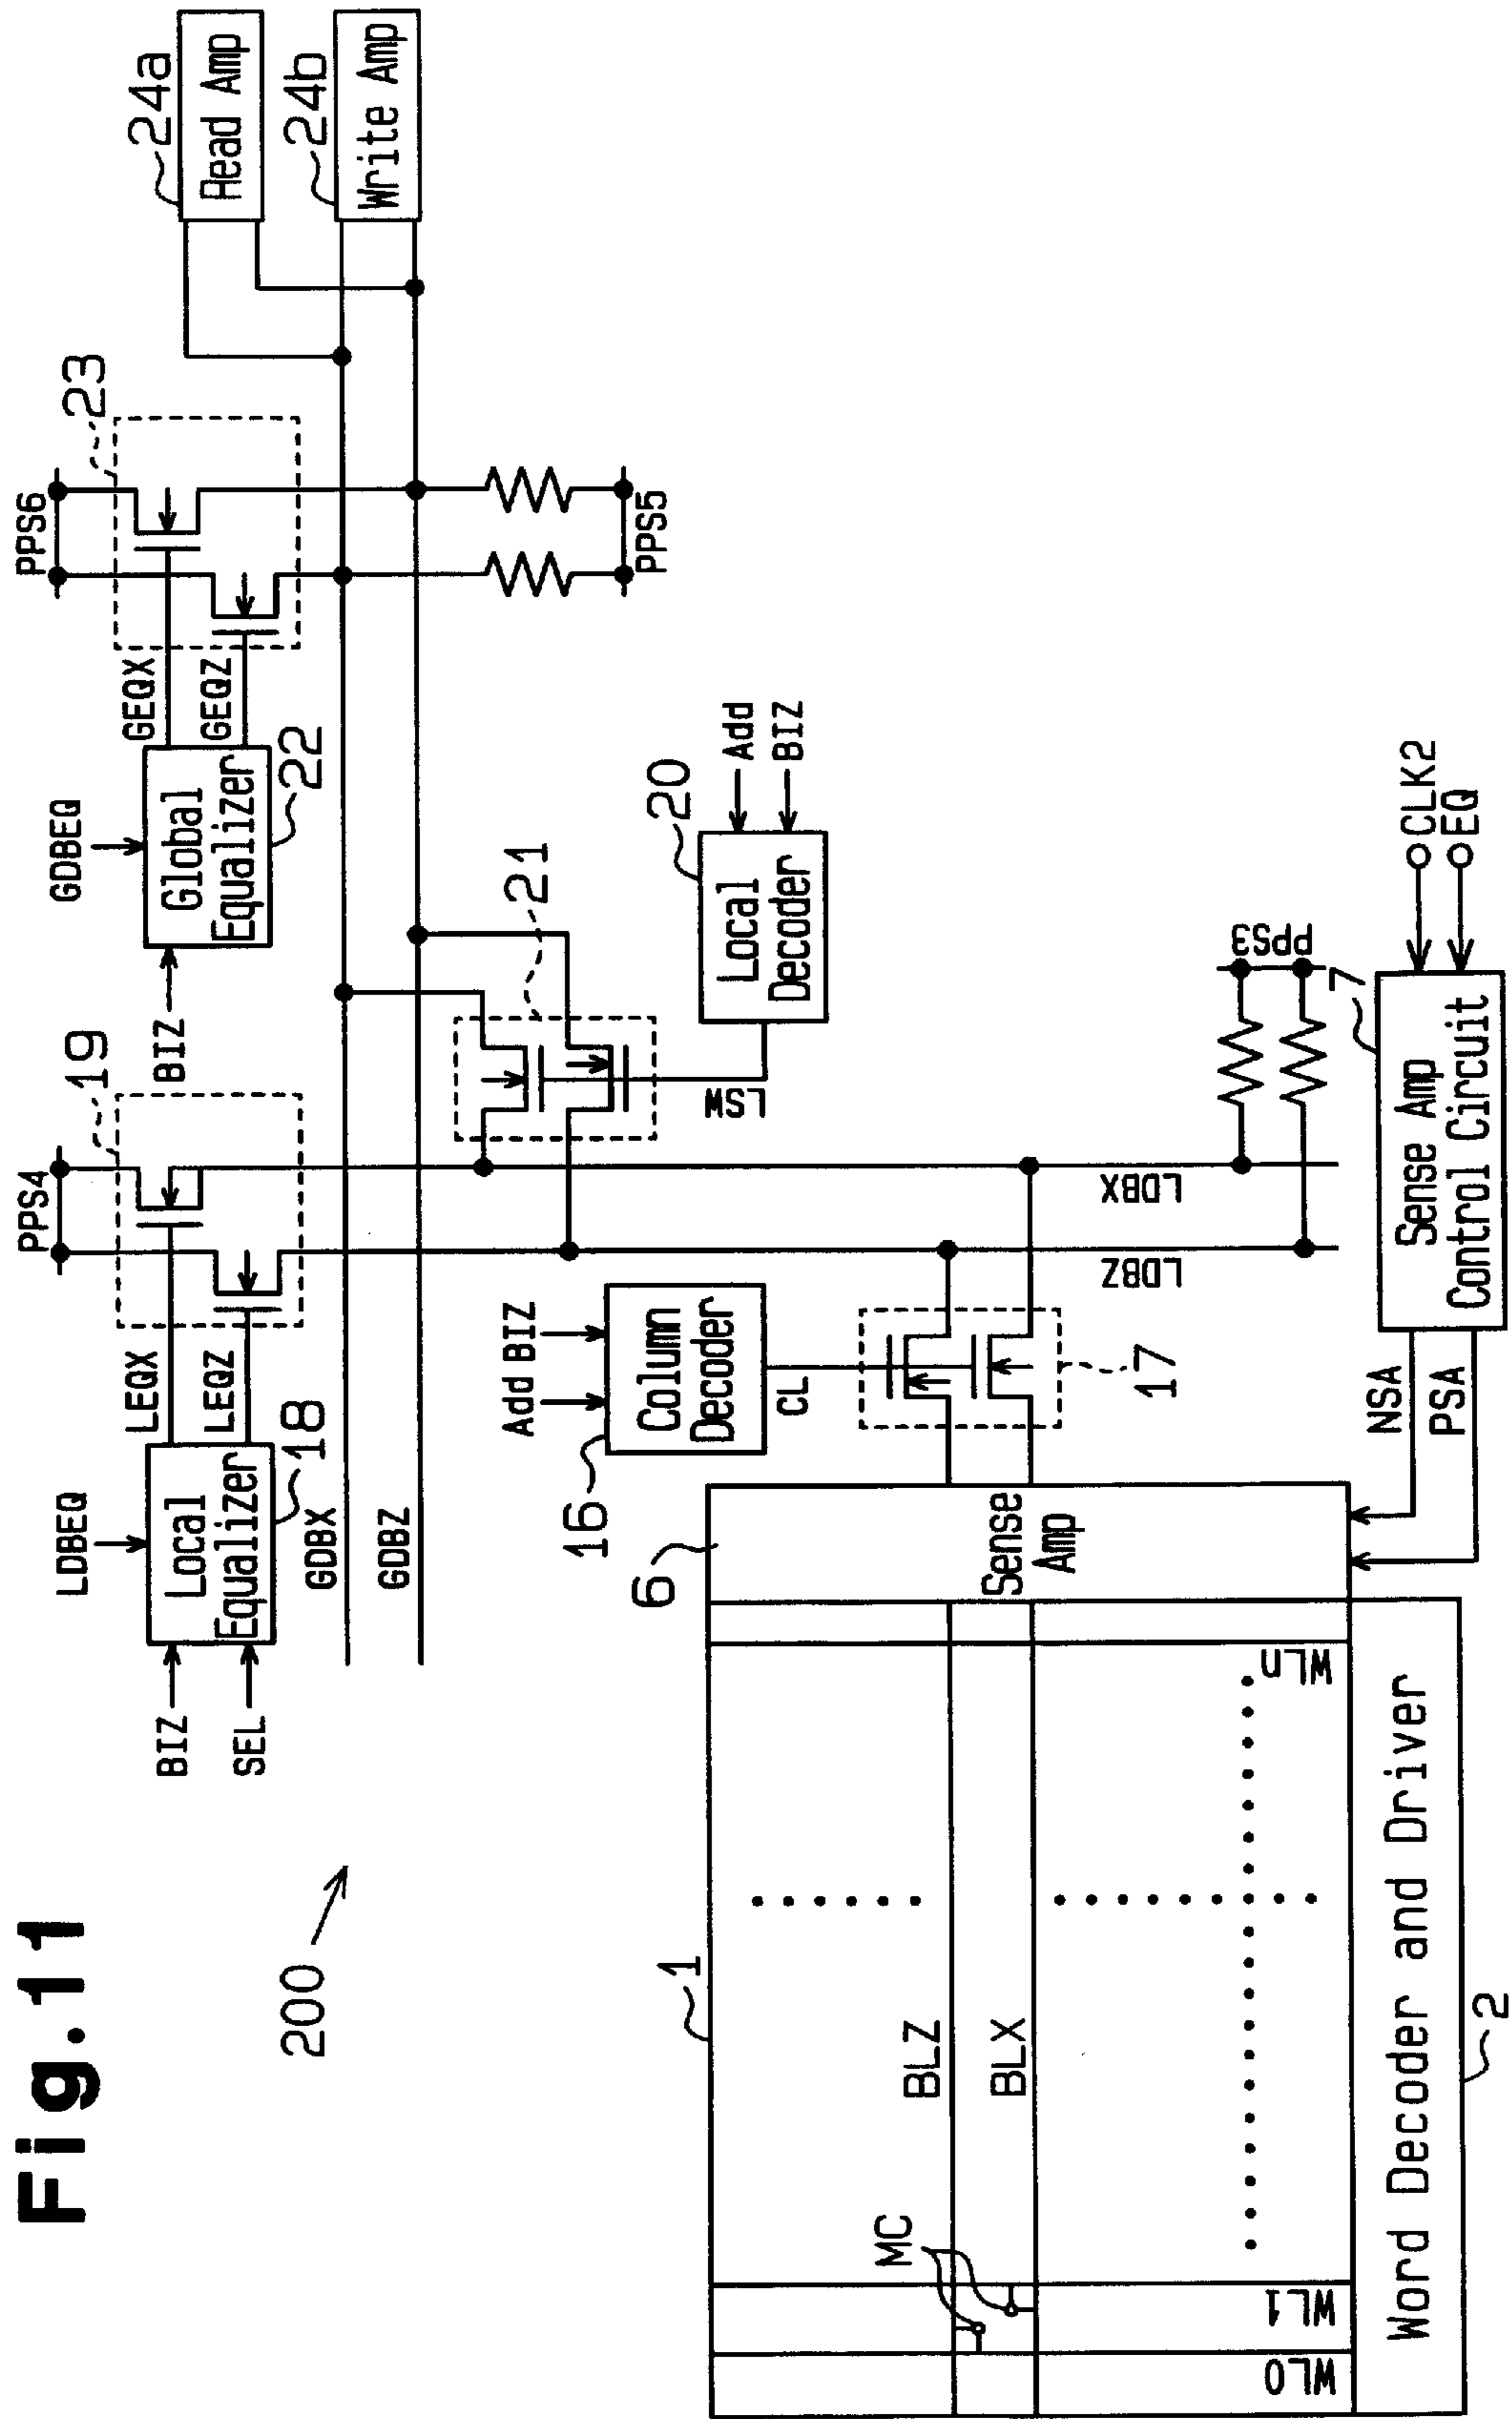 Fig.11
200
LDBEQ
BIZ
SEL
Local
Equalizer
18
LEQX
LEQZ
PPS4
19
GDBEQ
BIZ
Global
Equalizer
22
GEQX
GEQZ
PPS6
23
24a
Read Amp
24b
Write Amp
GDBX
GDBZ
PPS5
21
20
Local
Decoder
Add
BIZ
LSW
Add BIZ
16
Column
Decoder
CL
17
LDBX
LDBZ
PPS3
1
6
Sense
Amp
BLZ
BLX
MC
WL0
WL1
WLn
Word Decoder and Driver
2
7
Sense Amp
Control Circuit
CLK2
EQ
NSA
PSA